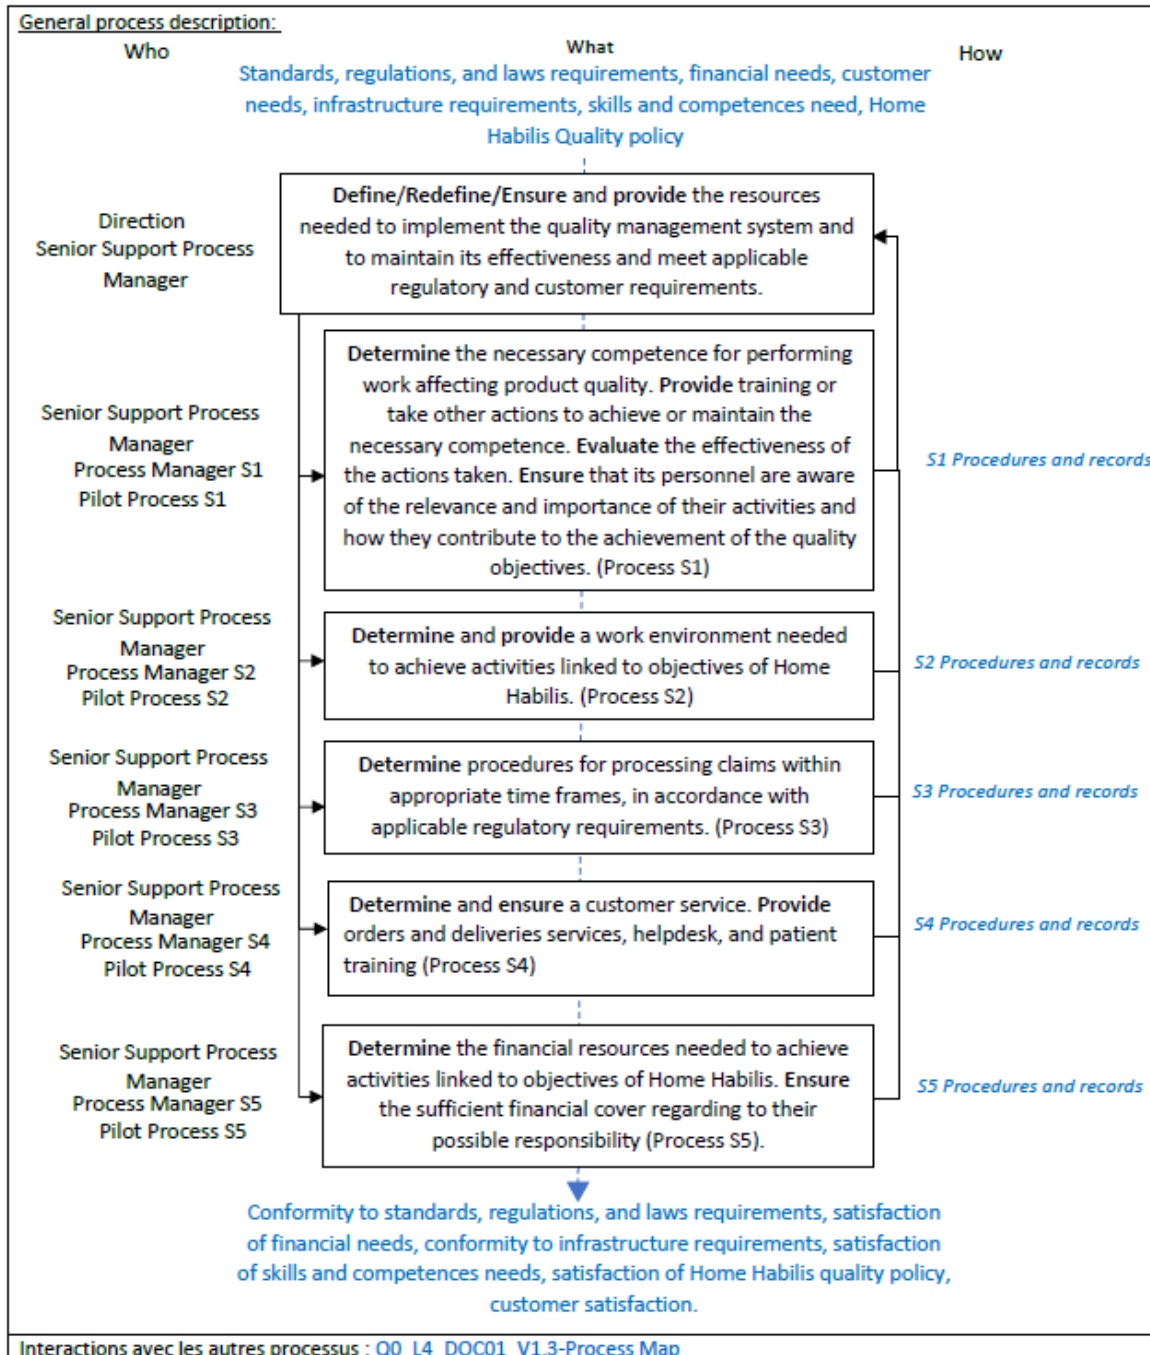 General process description:
Who
What
How
Standards, regulations, and laws requirements, financial needs, customer
needs, infrastructure requirements, skills and competences need, Home
Habilis Quality policy
Direction
Senior Support Process
Manager
Define/Redefine/Ensure and provide the resources
needed to implement the quality management system and
to maintain its effectiveness and meet applicable
regulatory and customer requirements.
Senior Support Process
Manager
Process Manager S1
Pilot Process S1
Determine the necessary competence for performing
work affecting product quality. Provide training or
take other actions to achieve or maintain the
necessary competence. Evaluate the effectiveness of
the actions taken. Ensure that its personnel are aware
of the relevance and importance of their activities and
how they contribute to the achievement of the quality
objectives. (Process S1)
S1 Procedures and records
Senior Support Process
Manager
Process Manager S2
Pilot Process S2
Determine and provide a work environment needed
to achieve activities linked to objectives of Home
Habilis. (Process S2)
S2 Procedures and records
Senior Support Process
Manager
Process Manager S3
Pilot Process S3
Determine procedures for processing claims within
appropriate time frames, in accordance with
applicable regulatory requirements. (Process S3)
S3 Procedures and records
Senior Support Process
Manager
Process Manager S4
Pilot Process S4
Determine and ensure a customer service. Provide
orders and deliveries services, helpdesk, and patient
training (Process S4)
S4 Procedures and records
Senior Support Process
Manager
Process Manager S5
Pilot Process S5
Determine the financial resources needed to achieve
activities linked to objectives of Home Habilis. Ensure
the sufficient financial cover regarding to their
possible responsibility (Process S5).
S5 Procedures and records
Conformity to standards, regulations, and laws requirements, satisfaction
of financial needs, conformity to infrastructure requirements, satisfaction
of skills and competences needs, satisfaction of Home Habilis quality policy,
customer satisfaction.
Interactions avec les autres processus : Q0_L4_DOC01_V1.3-Process Map